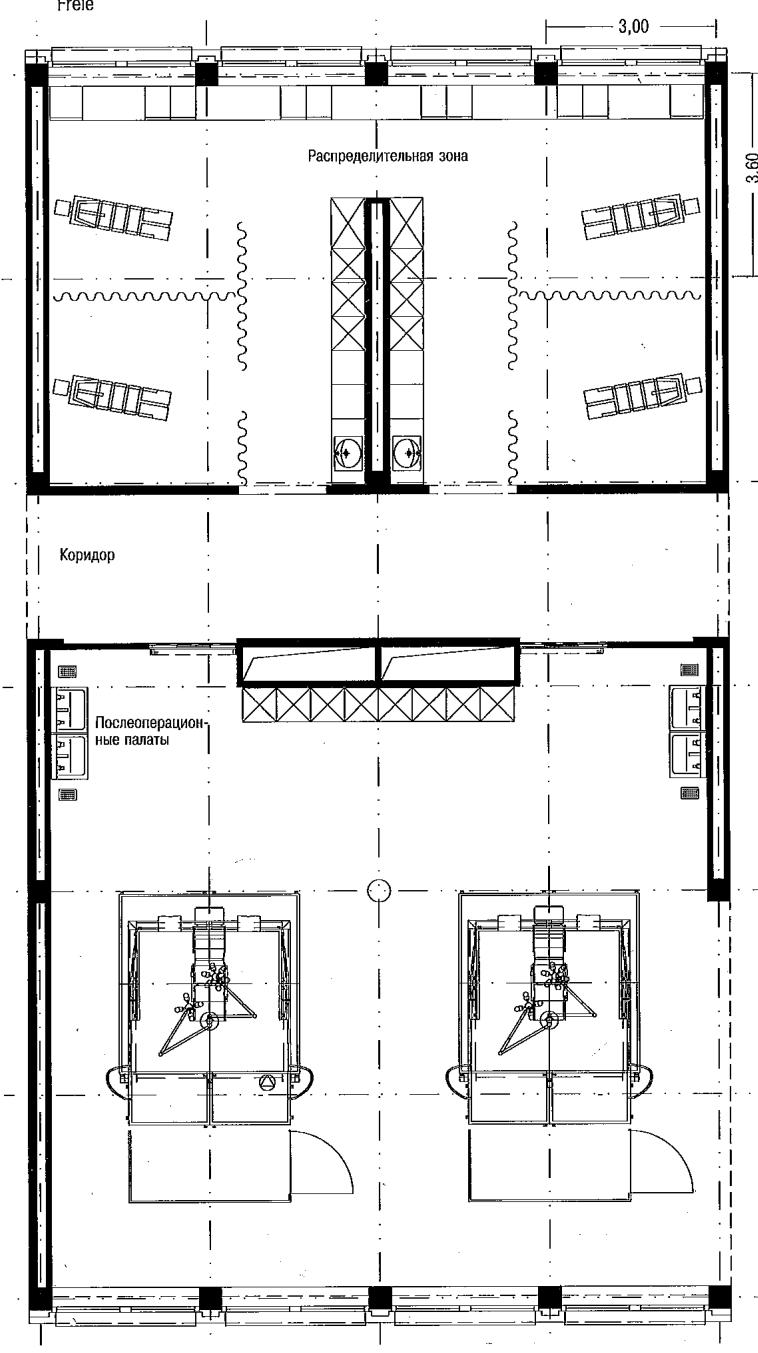 Freie
3,00
3.60
Распределительная зона
Коридор
Послеоперацион-
ные палаты